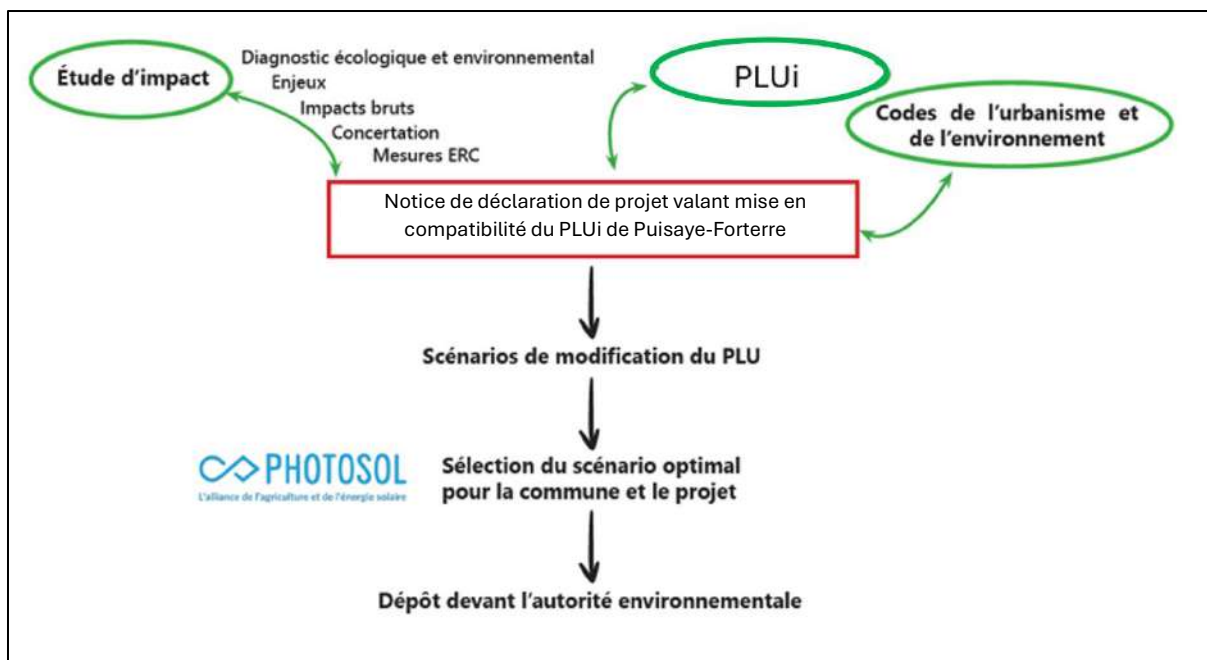 Étude d'impact
Diagnostic écologique et environnemental
Enjeux
Impacts bruts
Concertation
Mesures ERC
PLUi
Codes de l'urbanisme et
de l'environnement
Notice de déclaration de projet valant mise en
compatibilité du PLUi de Puisaye-Forterre
Scénarios de modification du PLU
PHOTOSOL
L'alliance de l'agriculture et de l'énergie solaire
Sélection du scénario optimal
pour la commune et le projet
Dépôt devant l'autorité environnementale